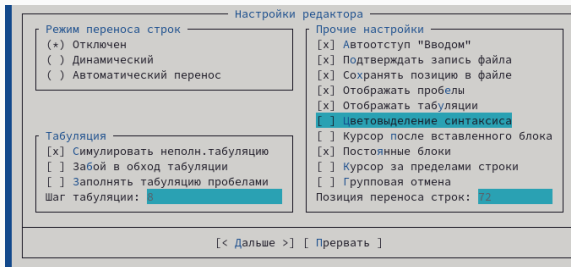 Настройки редактора
Режим переноса строк
(*) Отключен
( ) Динамический
( ) Автоматический перенос
Табуляция
[x] Симулировать неполн.табуляцию
[ ] Забой в обход табуляции
[ ] Заполнять табуляцию пробелами
Шаг табуляции: 8
Прочие настройки
[x] Автоотступ "Вводом"
[x] Подтверждать запись файла
[x] Сохранять позицию в файле
[x] Отображать пробелы
[x] Отображать табуляции
[ ] Цветовыделение синтаксиса
[ ] Курсор после вставленного блока
[x] Постоянные блоки
[ ] Курсор за пределами строки
[ ] Групповая отмена
Позиция переноса строк: 72
[< Дальше >] [ Прервать ]